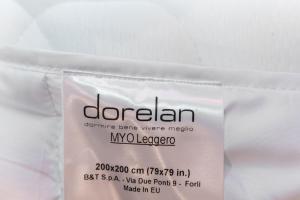 dorelan
dormire bene vivere meglio
MYO Leggero
200x200 cm (79x79 in.)
B&T S.p.A. - Via Due Ponti 9 - Forlì
Made in EU